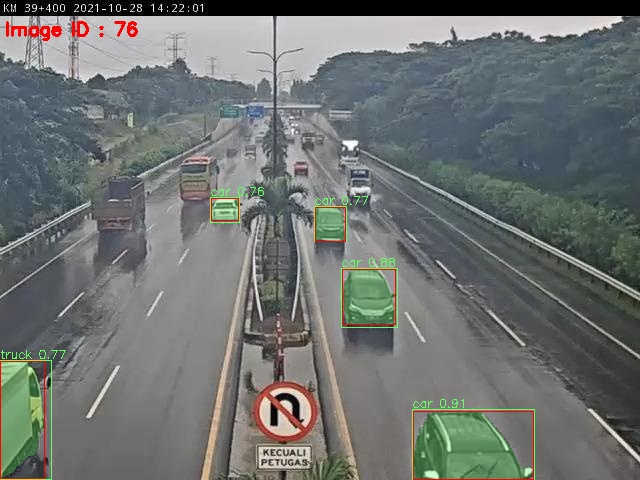 KM 39+400 2021-10-28 14:22:01
Image ID : 76
car 0.76
car 0.77
car 0.88
truck 0.77
car 0.91
KECUALI
PETUGAS